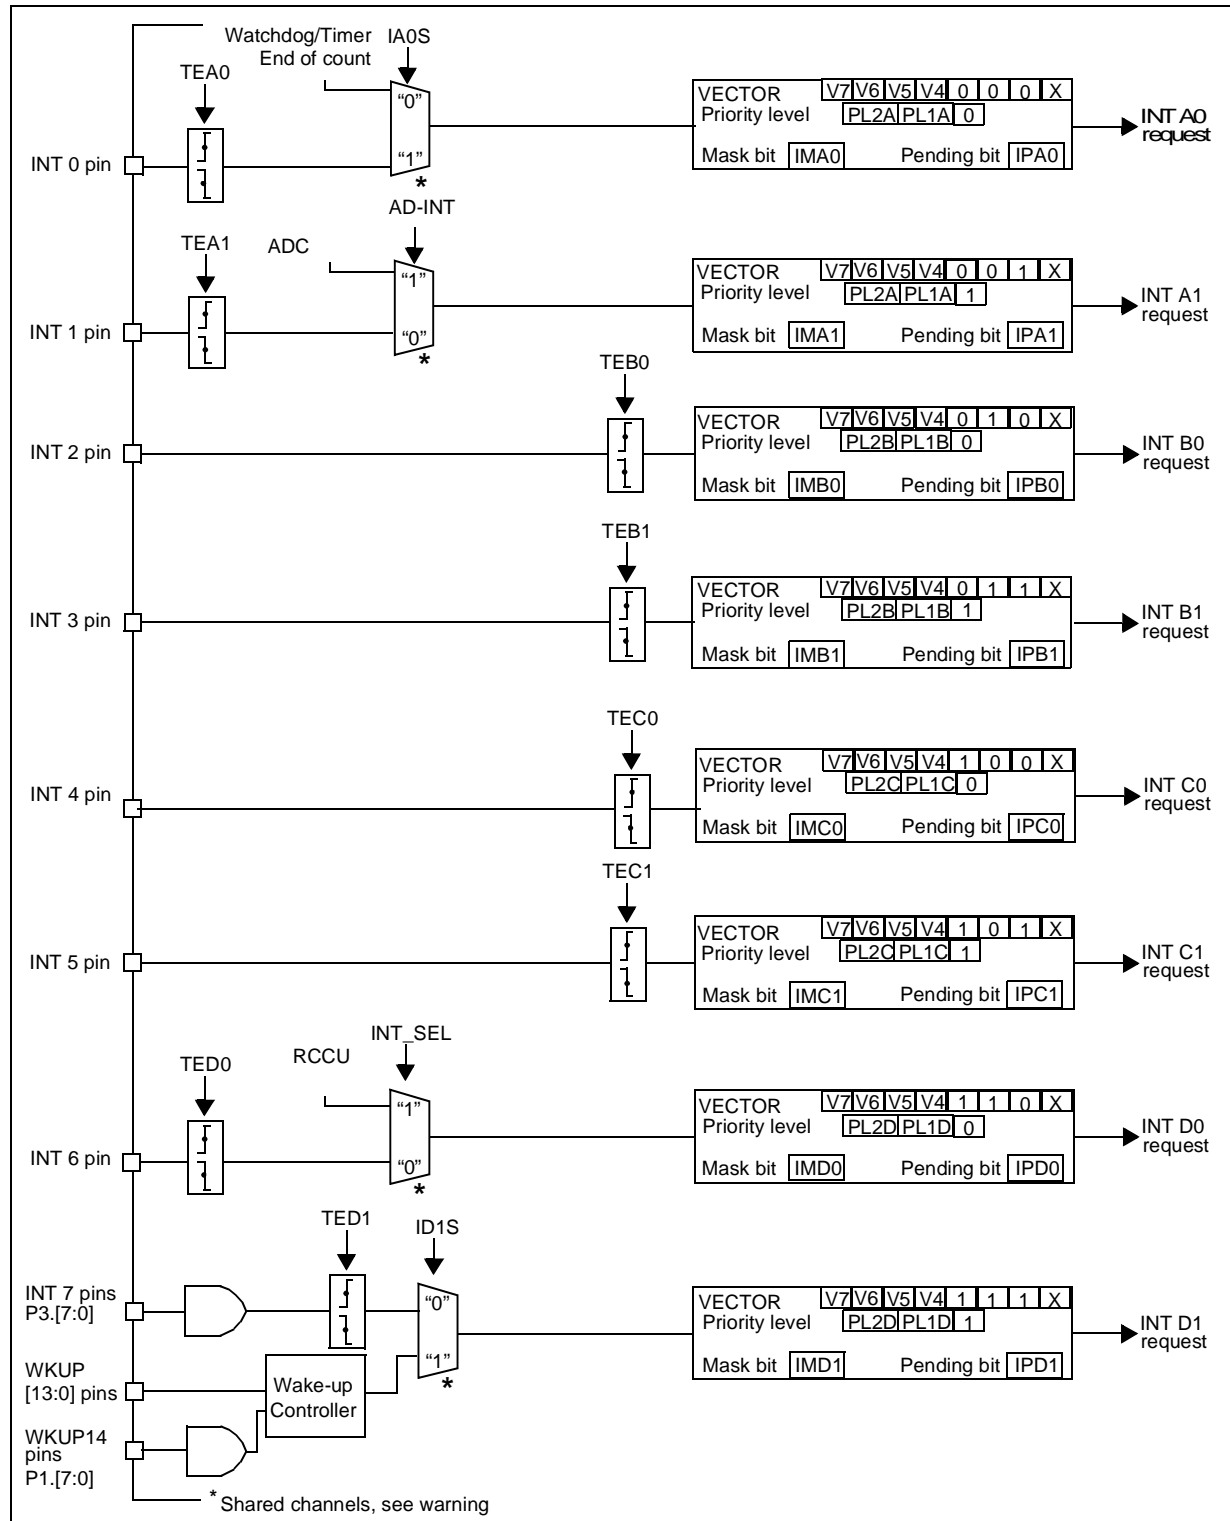 Watchdog/Timer IA0S
End of count
TEA0
"0"
"1"
*
INT 0 pin
VECTOR V7 V6 V5 V4 0 0 0 X
Priority level PL2A PL1A 0
Mask bit IMA0 Pending bit IPA0
INT A0
request
AD-INT
TEA1
ADC
"1"
"0"
*
INT 1 pin
VECTOR V7 V6 V5 V4 0 0 1 X
Priority level PL2A PL1A 1
Mask bit IMA1 Pending bit IPA1
INT A1
request
TEB0
INT 2 pin
VECTOR V7 V6 V5 V4 0 1 0 X
Priority level PL2B PL1B 0
Mask bit IMB0 Pending bit IPB0
INT B0
request
TEB1
INT 3 pin
VECTOR V7 V6 V5 V4 0 1 1 X
Priority level PL2B PL1B 1
Mask bit IMB1 Pending bit IPB1
INT B1
request
TEC0
INT 4 pin
VECTOR V7 V6 V5 V4 1 0 0 X
Priority level PL2C PL1C 0
Mask bit IMC0 Pending bit IPC0
INT C0
request
TEC1
INT 5 pin
VECTOR V7 V6 V5 V4 1 0 1 X
Priority level PL2C PL1C 1
Mask bit IMC1 Pending bit IPC1
INT C1
request
INT_SEL
RCCU
TED0
"1"
"0"
*
INT 6 pin
VECTOR V7 V6 V5 V4 1 1 0 X
Priority level PL2D PL1D 0
Mask bit IMD0 Pending bit IPD0
INT D0
request
TED1
ID1S
INT 7 pins
P3.[7:0]
"0"
"1"
*
WKUP
[13:0] pins
Wake-up
Controller
WKUP14
pins
P1.[7:0]
VECTOR V7 V6 V5 V4 1 1 1 X
Priority level PL2D PL1D 1
Mask bit IMD1 Pending bit IPD1
INT D1
request
* Shared channels, see warning